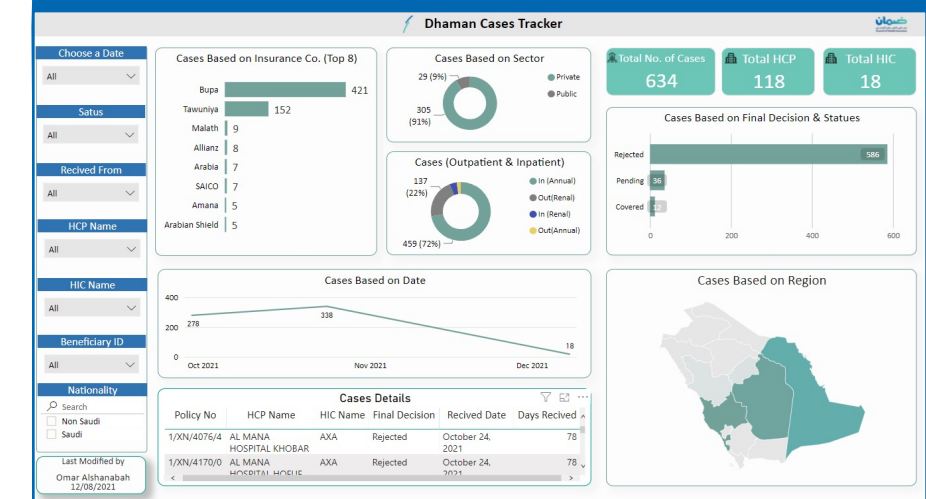 Dhaman Cases Tracker
ضمان
Choose a Date
All
Satus
All
Recived From
All
HCP Name
All
HIC Name
All
Beneficiary ID
All
Nationality
Search
Non Saudi
Saudi
Last Modified by
Omar Alshanabah
12/08/2021
Cases Based on Insurance Co. (Top 8)
Bupa 421
Tawuniya 152
Malath 9
Allianz 8
Arabia 7
SAICO 7
Amana 5
Arabian Shield 5
Cases Based on Sector
29 (9%)
305
(91%)
Private
Public
Cases (Outpatient & Inpatient)
137
(22%)
459 (72%)
In (Annual)
Out(Renal)
In (Renal)
Out(Annual)
Total No. of Cases
634
Total HCP
118
Total HIC
18
Cases Based on Final Decision & Statues
Rejected 586
Pending 36
Covered 12
0 200 400 600
Cases Based on Date
400
200
0
278
338
18
Oct 2021 Nov 2021 Dec 2021
Cases Based on Region
Cases Details
Policy No HCP Name HIC Name Final Decision Recived Date Days Recived
1/XN/4076/4 AL MANA AXA Rejected October 24, 78
HOSPITAL KHOBAR 2021
1/XN/4170/0 AL MANA AXA Rejected October 24, 78
HOSPITAL HOFUF 2021